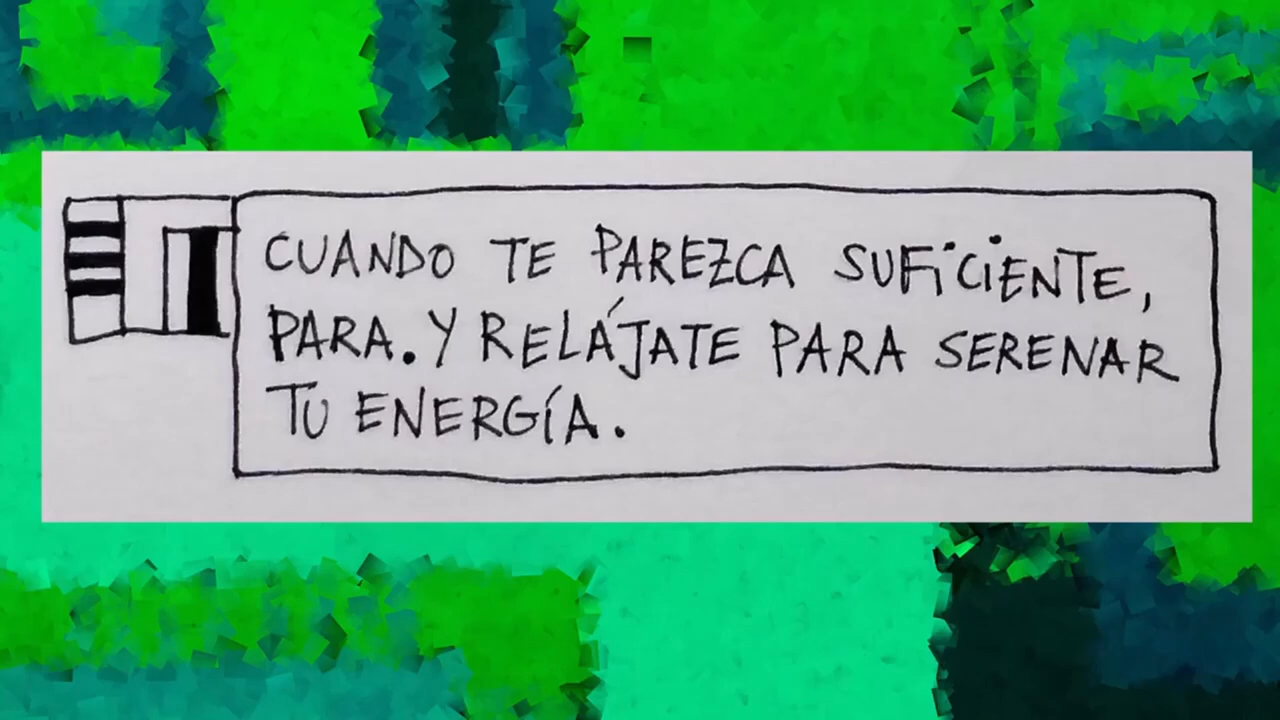 CUANDO TE PAREZCA SUFICIENTE,
PARA. Y RELÁJATE PARA SERENAR
TU ENERGÍA.